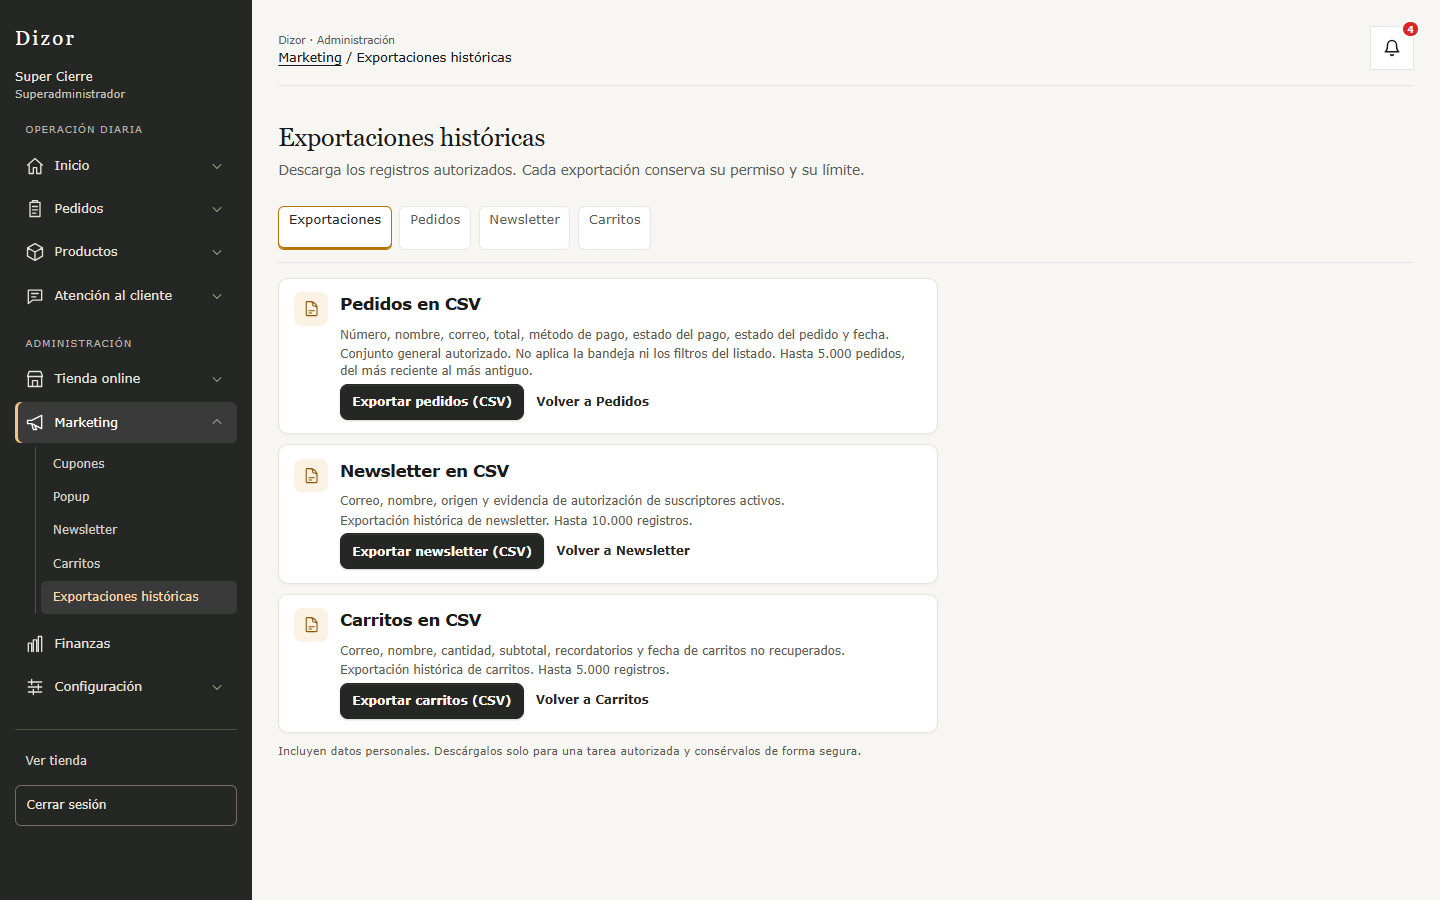 Dizor
Super Cierre
Superadministrador
OPERACIÓN DIARIA
Inicio
Pedidos
Productos
Atención al cliente
ADMINISTRACIÓN
Tienda online
Marketing
Cupones
Popup
Newsletter
Carritos
Exportaciones históricas
Finanzas
Configuración
Ver tienda
Cerrar sesión
Dizor · Administración
Marketing / Exportaciones históricas
4
Exportaciones históricas
Descarga los registros autorizados. Cada exportación conserva su permiso y su límite.
Exportaciones Pedidos Newsletter Carritos
Pedidos en CSV
Número, nombre, correo, total, método de pago, estado del pago, estado del pedido y fecha.
Conjunto general autorizado. No aplica la bandeja ni los filtros del listado. Hasta 5.000 pedidos,
del más reciente al más antiguo.
Exportar pedidos (CSV) Volver a Pedidos
Newsletter en CSV
Correo, nombre, origen y evidencia de autorización de suscriptores activos.
Exportación histórica de newsletter. Hasta 10.000 registros.
Exportar newsletter (CSV) Volver a Newsletter
Carritos en CSV
Correo, nombre, cantidad, subtotal, recordatorios y fecha de carritos no recuperados.
Exportación histórica de carritos. Hasta 5.000 registros.
Exportar carritos (CSV) Volver a Carritos
Incluyen datos personales. Descárgalos solo para una tarea autorizada y consérvalos de forma segura.